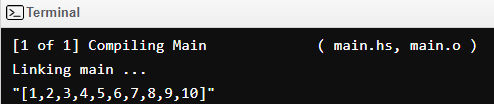 Terminal
[1 of 1] Compiling Main             ( main.hs, main.o )
Linking main ...
"[1,2,3,4,5,6,7,8,9,10]"